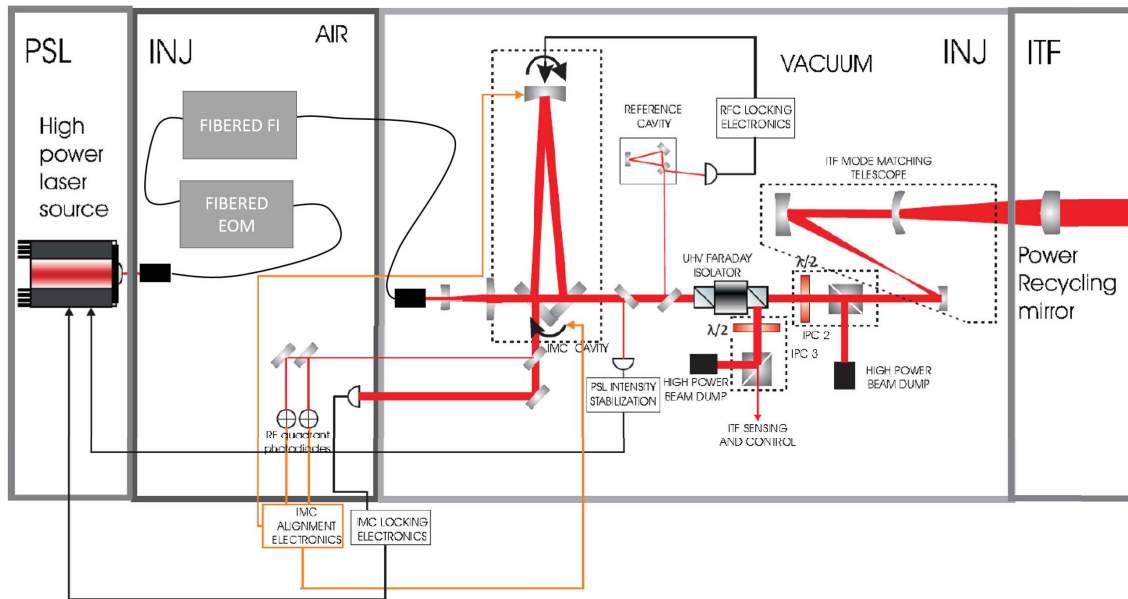 PSL
INJ
AIR
VACUUM
INJ
ITF
High
power
laser
source
FIBERED FI
FIBERED
EOM
REFERENCE
CAVITY
RFC LOCKING
ELECTRONICS
ITF MODE MATCHING
TELESCOPE
UHV FARADAY
ISOLATOR
λ/2
IPC 2
Power
Recycling
mirror
λ/2
IPC 3
IMC CAVITY
HIGH POWER
BEAM DUMP
HIGH POWER
BEAM DUMP
PSL INTENSITY
STABILIZATION
ITF SENSING
AND CONTROL
RF quadrant
photodiodes
IMC
ALIGNMENT
ELECTRONICS
IMC LOCKING
ELECTRONICS